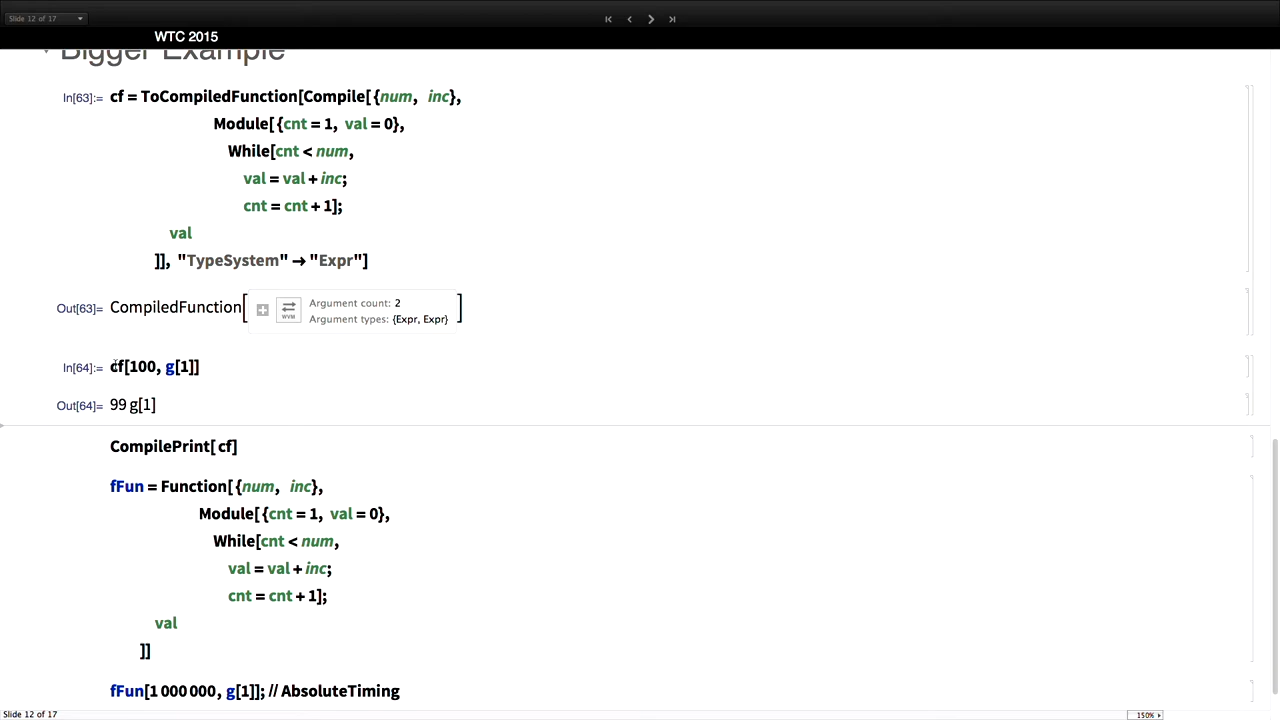 Slide 12 of 17
WTC 2015
Bigger Example
In[63]:= cf = ToCompiledFunction[Compile[{num, inc},
Module[{cnt = 1, val = 0},
While[cnt < num,
val = val + inc;
cnt = cnt + 1];
val
]], "TypeSystem" → "Expr"]
Out[63]= CompiledFunction[ WVM Argument count: 2
Argument types: {Expr, Expr} ]
In[64]:= cf[100, g[1]]
Out[64]= 99 g[1]
CompilePrint[cf]
fFun = Function[{num, inc},
Module[{cnt = 1, val = 0},
While[cnt < num,
val = val + inc;
cnt = cnt + 1];
val
]]
fFun[1 000 000, g[1]]; // AbsoluteTiming
Slide 12 of 17
150%